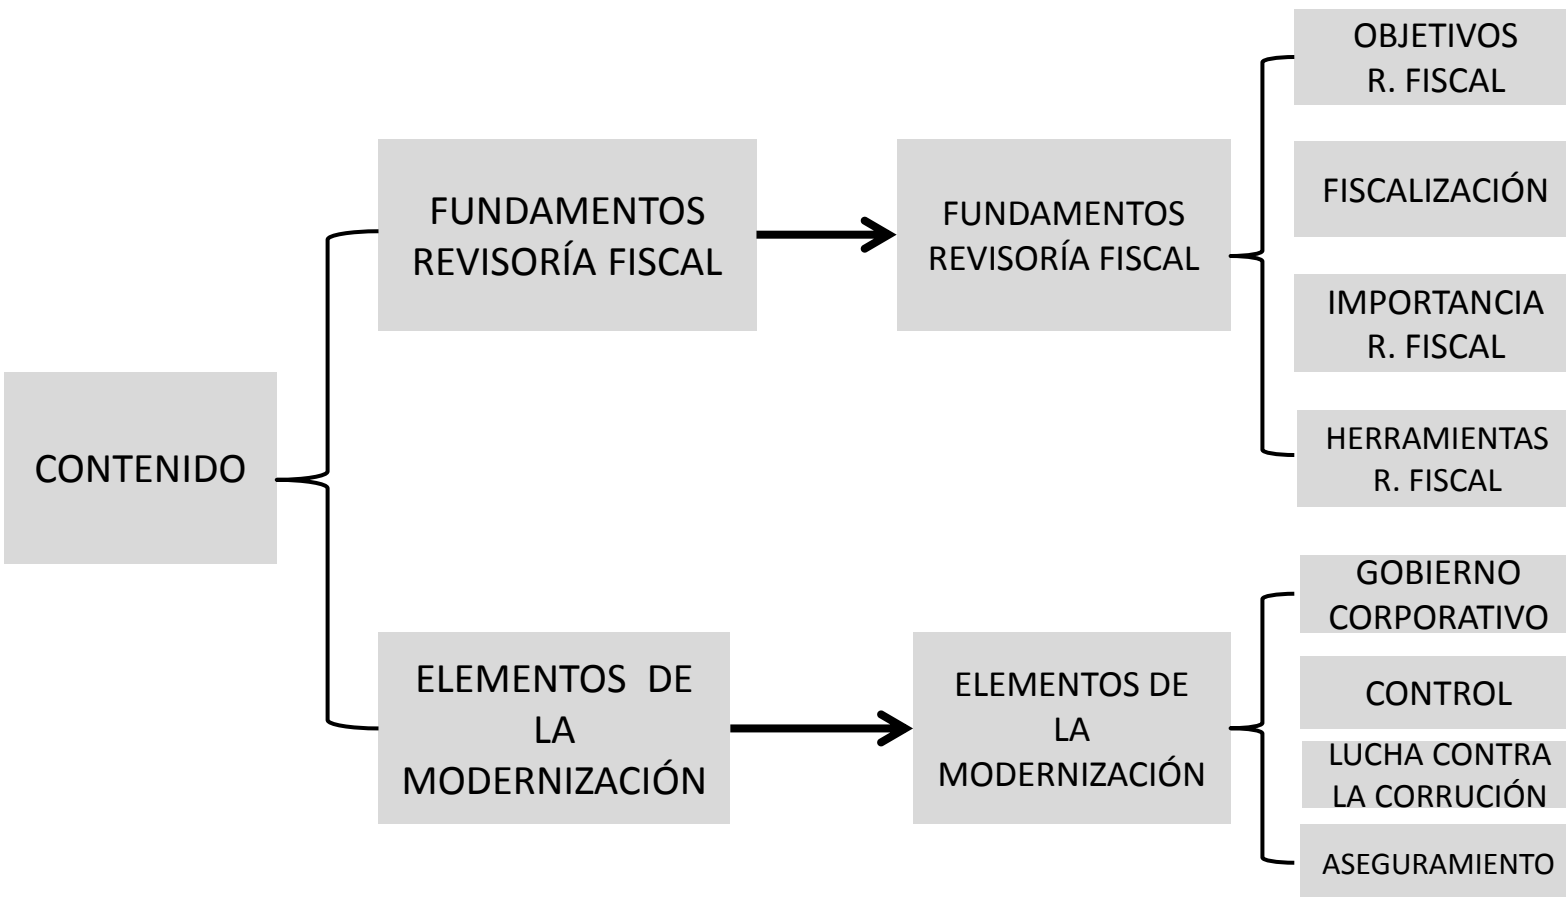 CONTENIDO
FUNDAMENTOS
REVISORÍA FISCAL
FUNDAMENTOS
REVISORÍA FISCAL
OBJETIVOS
R. FISCAL
FISCALIZACIÓN
IMPORTANCIA
R. FISCAL
HERRAMIENTAS
R. FISCAL
ELEMENTOS DE
LA
MODERNIZACIÓN
ELEMENTOS DE
LA
MODERNIZACIÓN
GOBIERNO
CORPORATIVO
CONTROL
LUCHA CONTRA
LA CORRUCIÓN
ASEGURAMIENTO